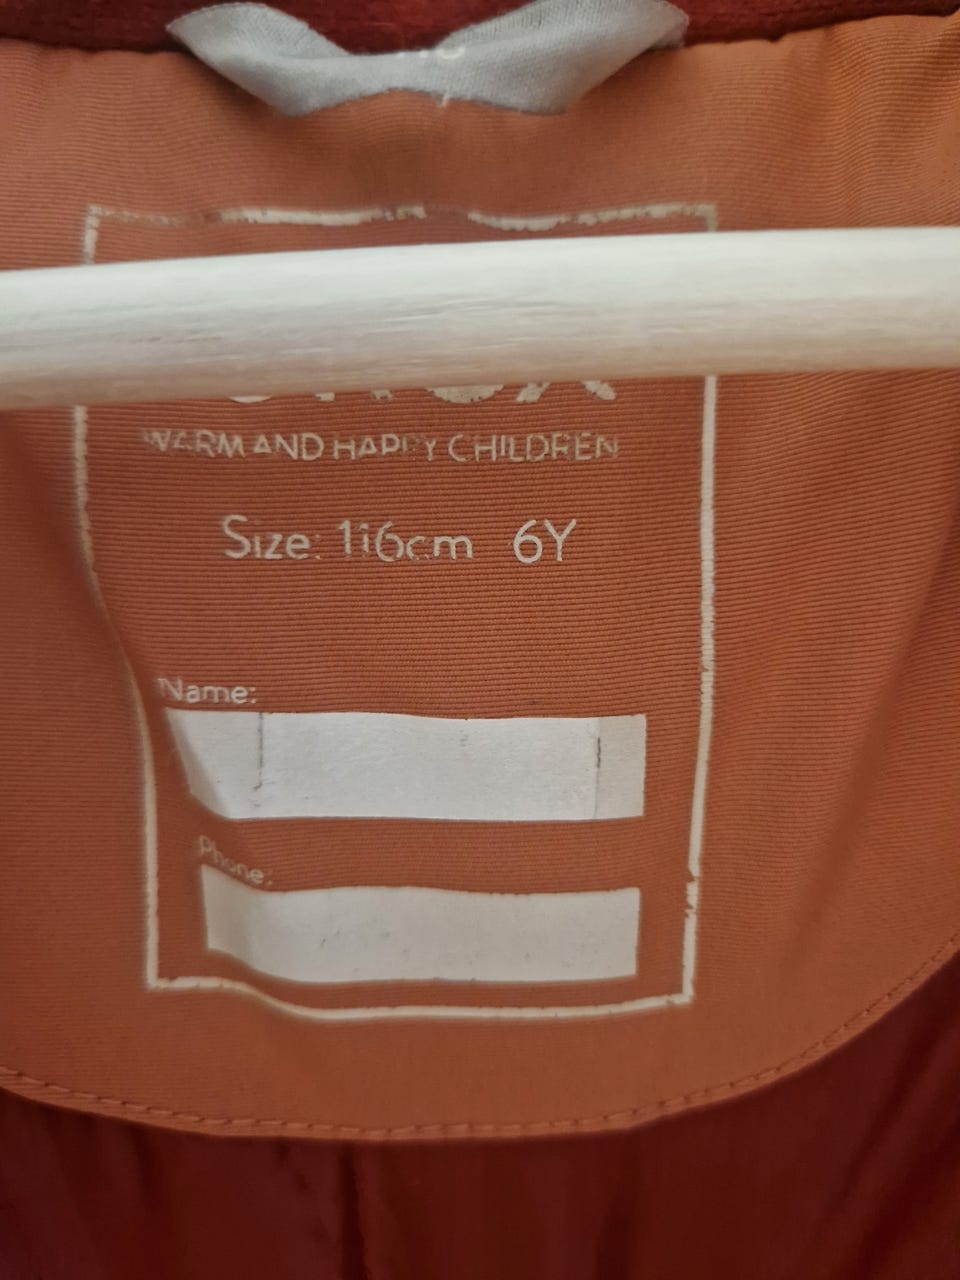 WARM AND HAPPY CHILDREN
Size: 116cm 6Y
Name:
Phone: